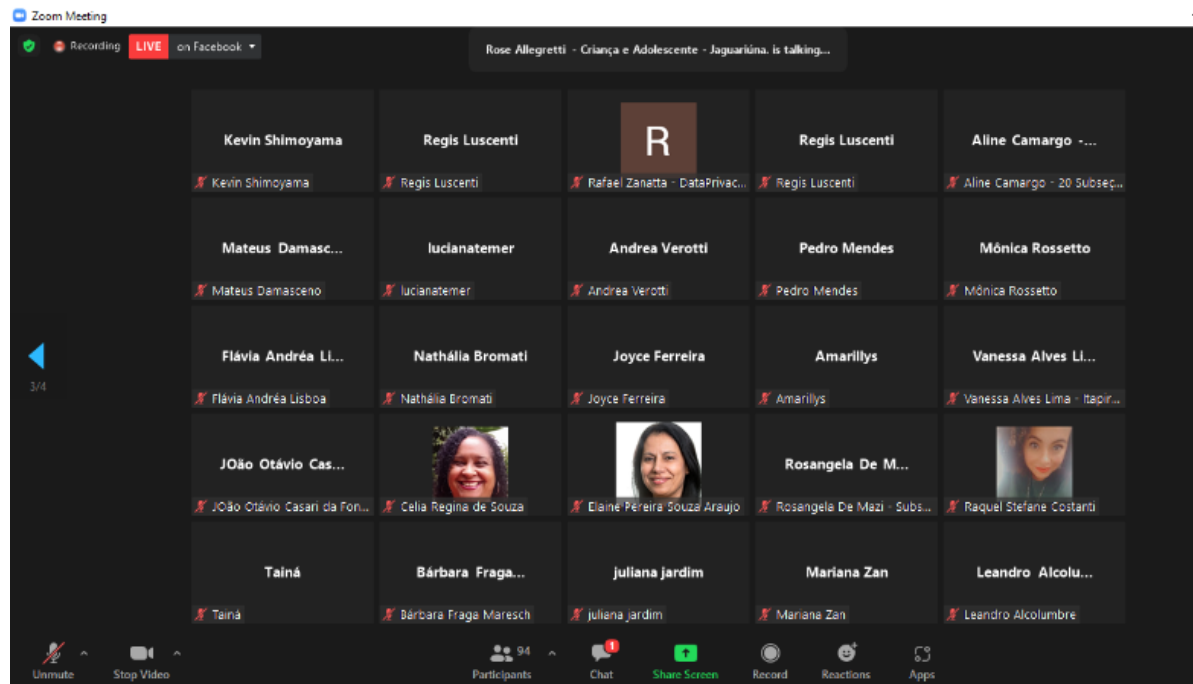 Zoom Meeting
Recording LIVE on Facebook
Rose Allegretti - Criança e Adolescente - Jaguariúna. is talking...
Kevin Shimoyama Regis Luscenti R Regis Luscenti Aline Camargo -...
Kevin Shimoyama Regis Luscenti Rafael Zanatta - DataPrivac... Regis Luscenti Aline Camargo - 20 Subseç...
Mateus Damasc... lucianatemer Andrea Verotti Pedro Mendes Mônica Rossetto
Mateus Damasceno lucianatemer Andrea Verotti Pedro Mendes Mônica Rossetto
Flávia Andréa Li... Nathália Bromati Joyce Ferreira Amarillys Vanessa Alves Li...
3/4
Flávia Andréa Lisboa Nathália Bromati Joyce Ferreira Amarillys Vanessa Alves Lima - Itapir...
JOão Otávio Cas... Rosangela De M...
JOão Otávio Casari da Fon... Celia Regina de Souza Elaine Pereira Souza Araujo Rosangela De Mazi - Subs... Raquel Stefane Costanti
Tainá Bárbara Fraga... juliana jardim Mariana Zan Leandro Alcolu...
Tainá Bárbara Fraga Maresch juliana jardim Mariana Zan Leandro Alcolumbre
94 1
Unmute Stop Video Participants Chat Share Screen Record Reactions Apps